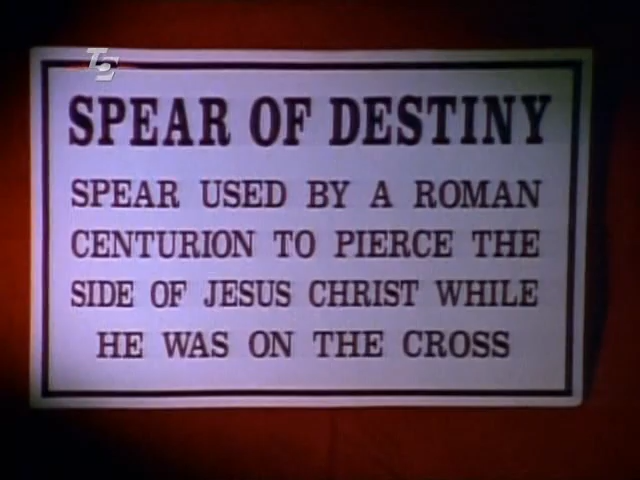 TS
SPEAR OF DESTINY
SPEAR USED BY A ROMAN
CENTURION TO PIERCE THE
SIDE OF JESUS CHRIST WHILE
HE WAS ON THE CROSS